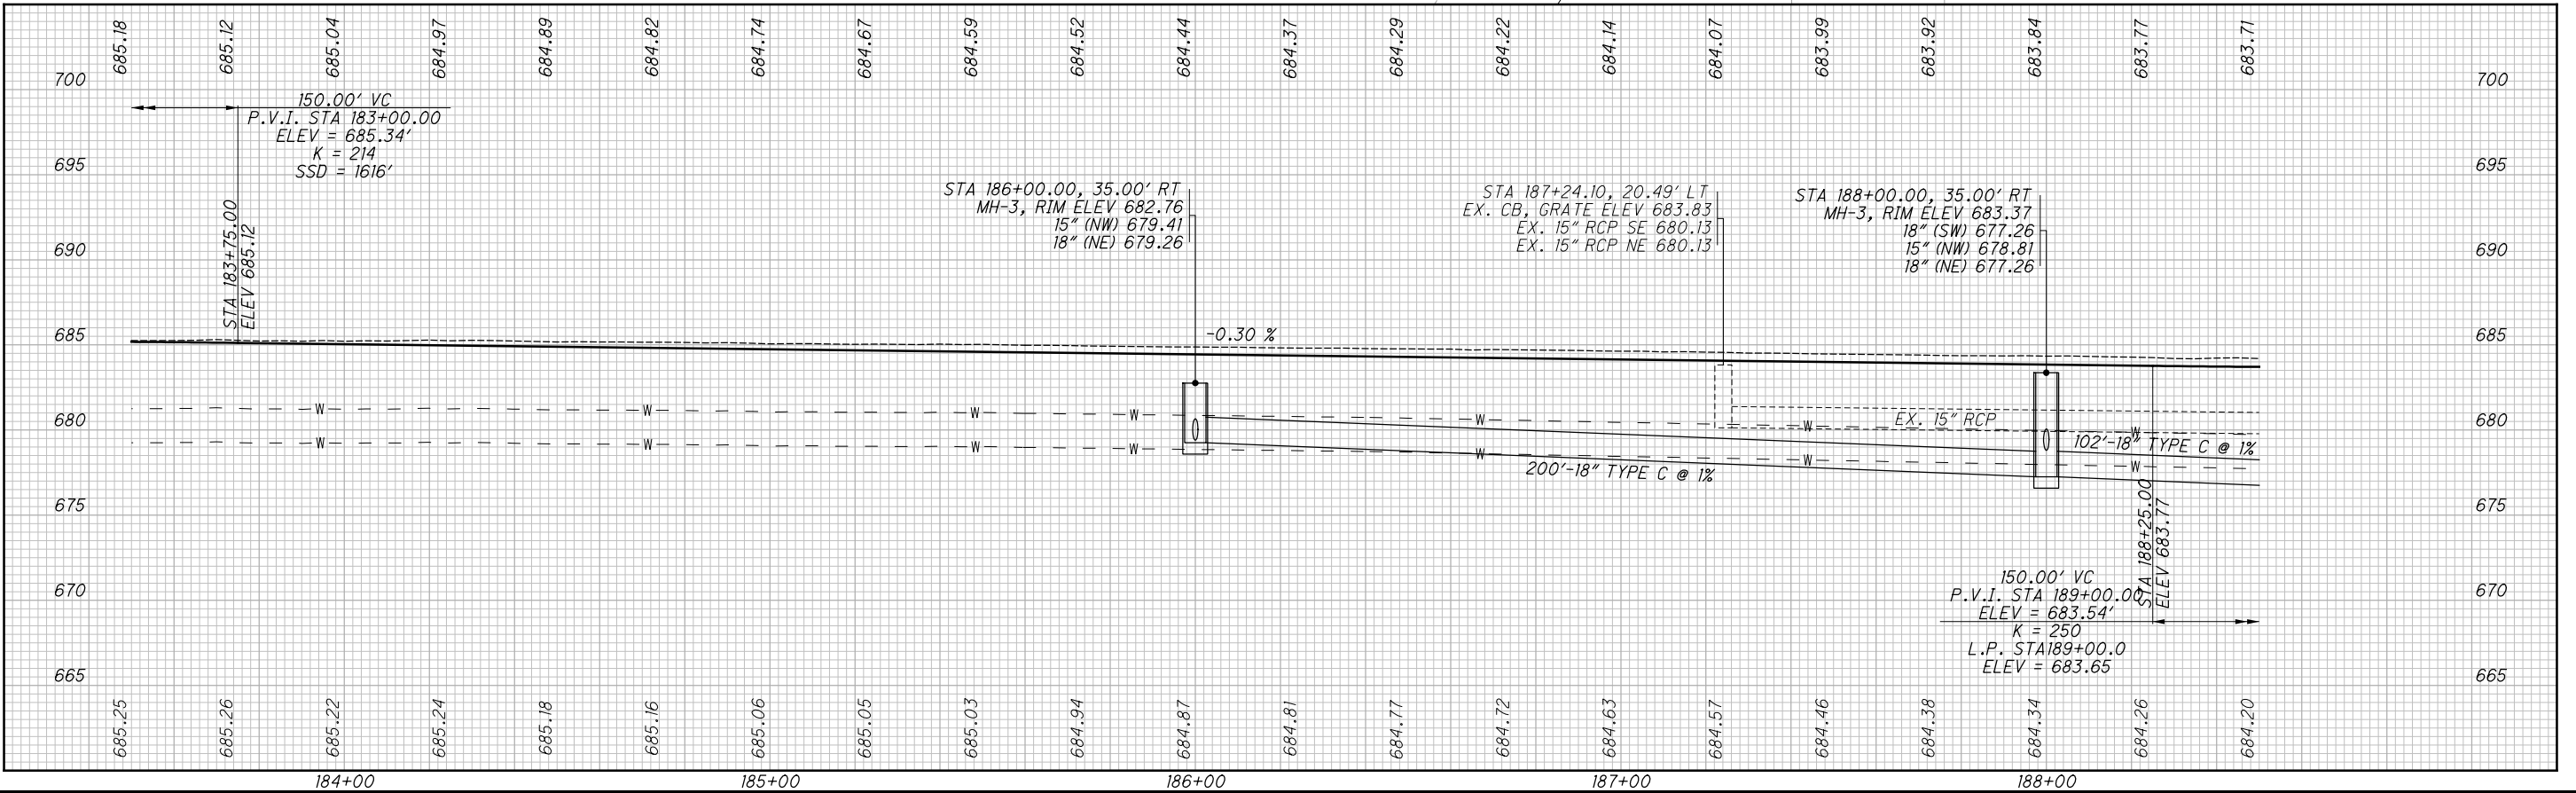 685.18 685.12 685.04 684.97 684.89 684.82 684.74 684.67 684.59 684.52 684.44 684.37 684.29 684.22 684.14 684.07 683.99 683.92 683.84 683.77 683.71
700 700
150.00' VC
P.V.I. STA 183+00.00
ELEV = 685.34'
K = 214
SSD = 1616'
695 695
STA 183+75.00
ELEV 685.12
STA 186+00.00, 35.00' RT
MH-3, RIM ELEV 682.76
15" (NW) 679.41
18" (NE) 679.26
STA 187+24.10, 20.49' LT
EX. CB, GRATE ELEV 683.83
EX. 15" RCP SE 680.13
EX. 15" RCP NE 680.13
STA 188+00.00, 35.00' RT
MH-3, RIM ELEV 683.37
18" (SW) 677.26
15" (NW) 678.81
18" (NE) 677.26
690 690
685 685
-0.30 %
W W W W W W W
680 680
EX. 15" RCP
W W W W W W W
102'-18" TYPE C @ 1%
200'-18" TYPE C @ 1%
675 675
STA 188+25.00
ELEV 683.77
670 670
150.00' VC
P.V.I. STA 189+00.00
ELEV = 683.54'
K = 250
L.P. STA189+00.0
ELEV = 683.65
665 665
685.25 685.26 685.22 685.24 685.18 685.16 685.06 685.05 685.03 684.94 684.87 684.81 684.77 684.72 684.63 684.57 684.46 684.38 684.34 684.26 684.20
184+00 185+00 186+00 187+00 188+00